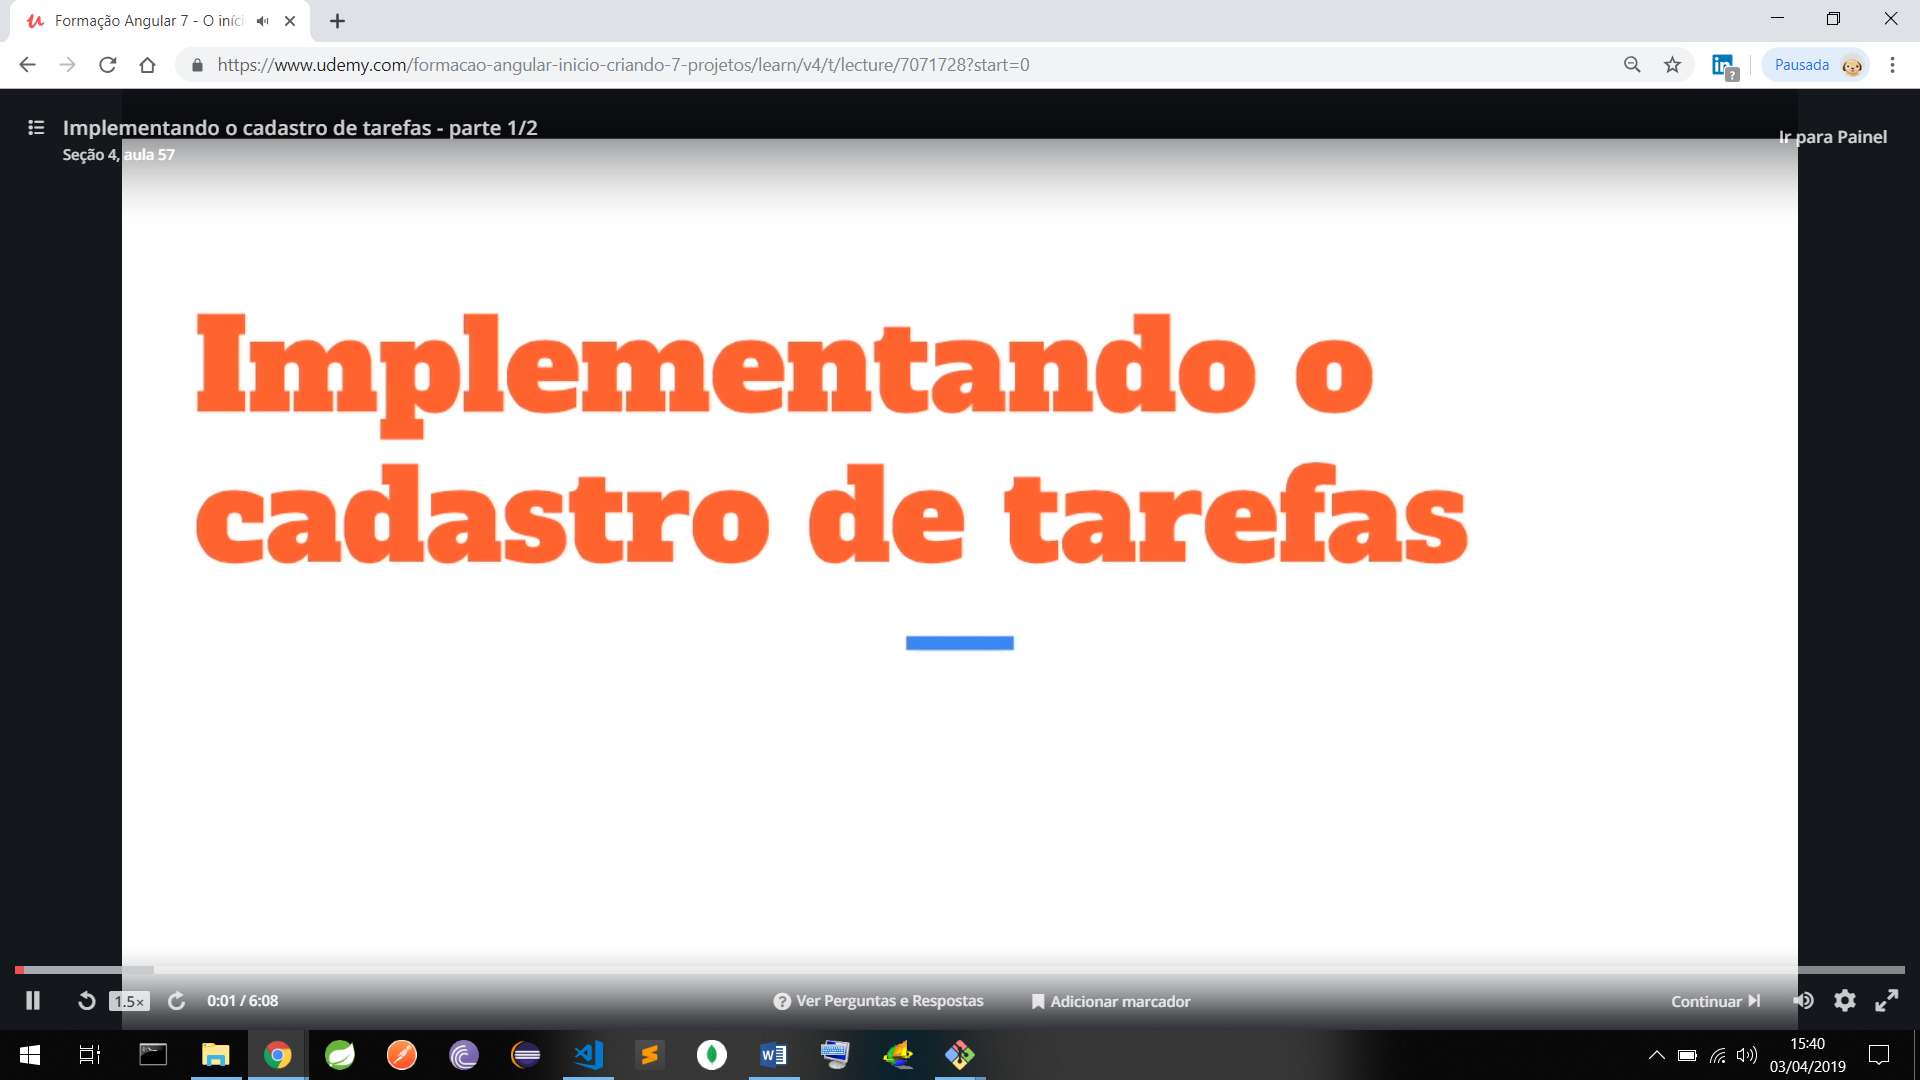 Formação Angular 7 - O iníci
https://www.udemy.com/formacao-angular-inicio-criando-7-projetos/learn/v4/t/lecture/7071728?start=0
Pausada
Implementando o cadastro de tarefas - parte 1/2
Seção 4, aula 57
Ir para Painel
Implementando o
cadastro de tarefas
1.5×
0:01 / 6:08
Ver Perguntas e Respostas
Adicionar marcador
Continuar
15:40
03/04/2019